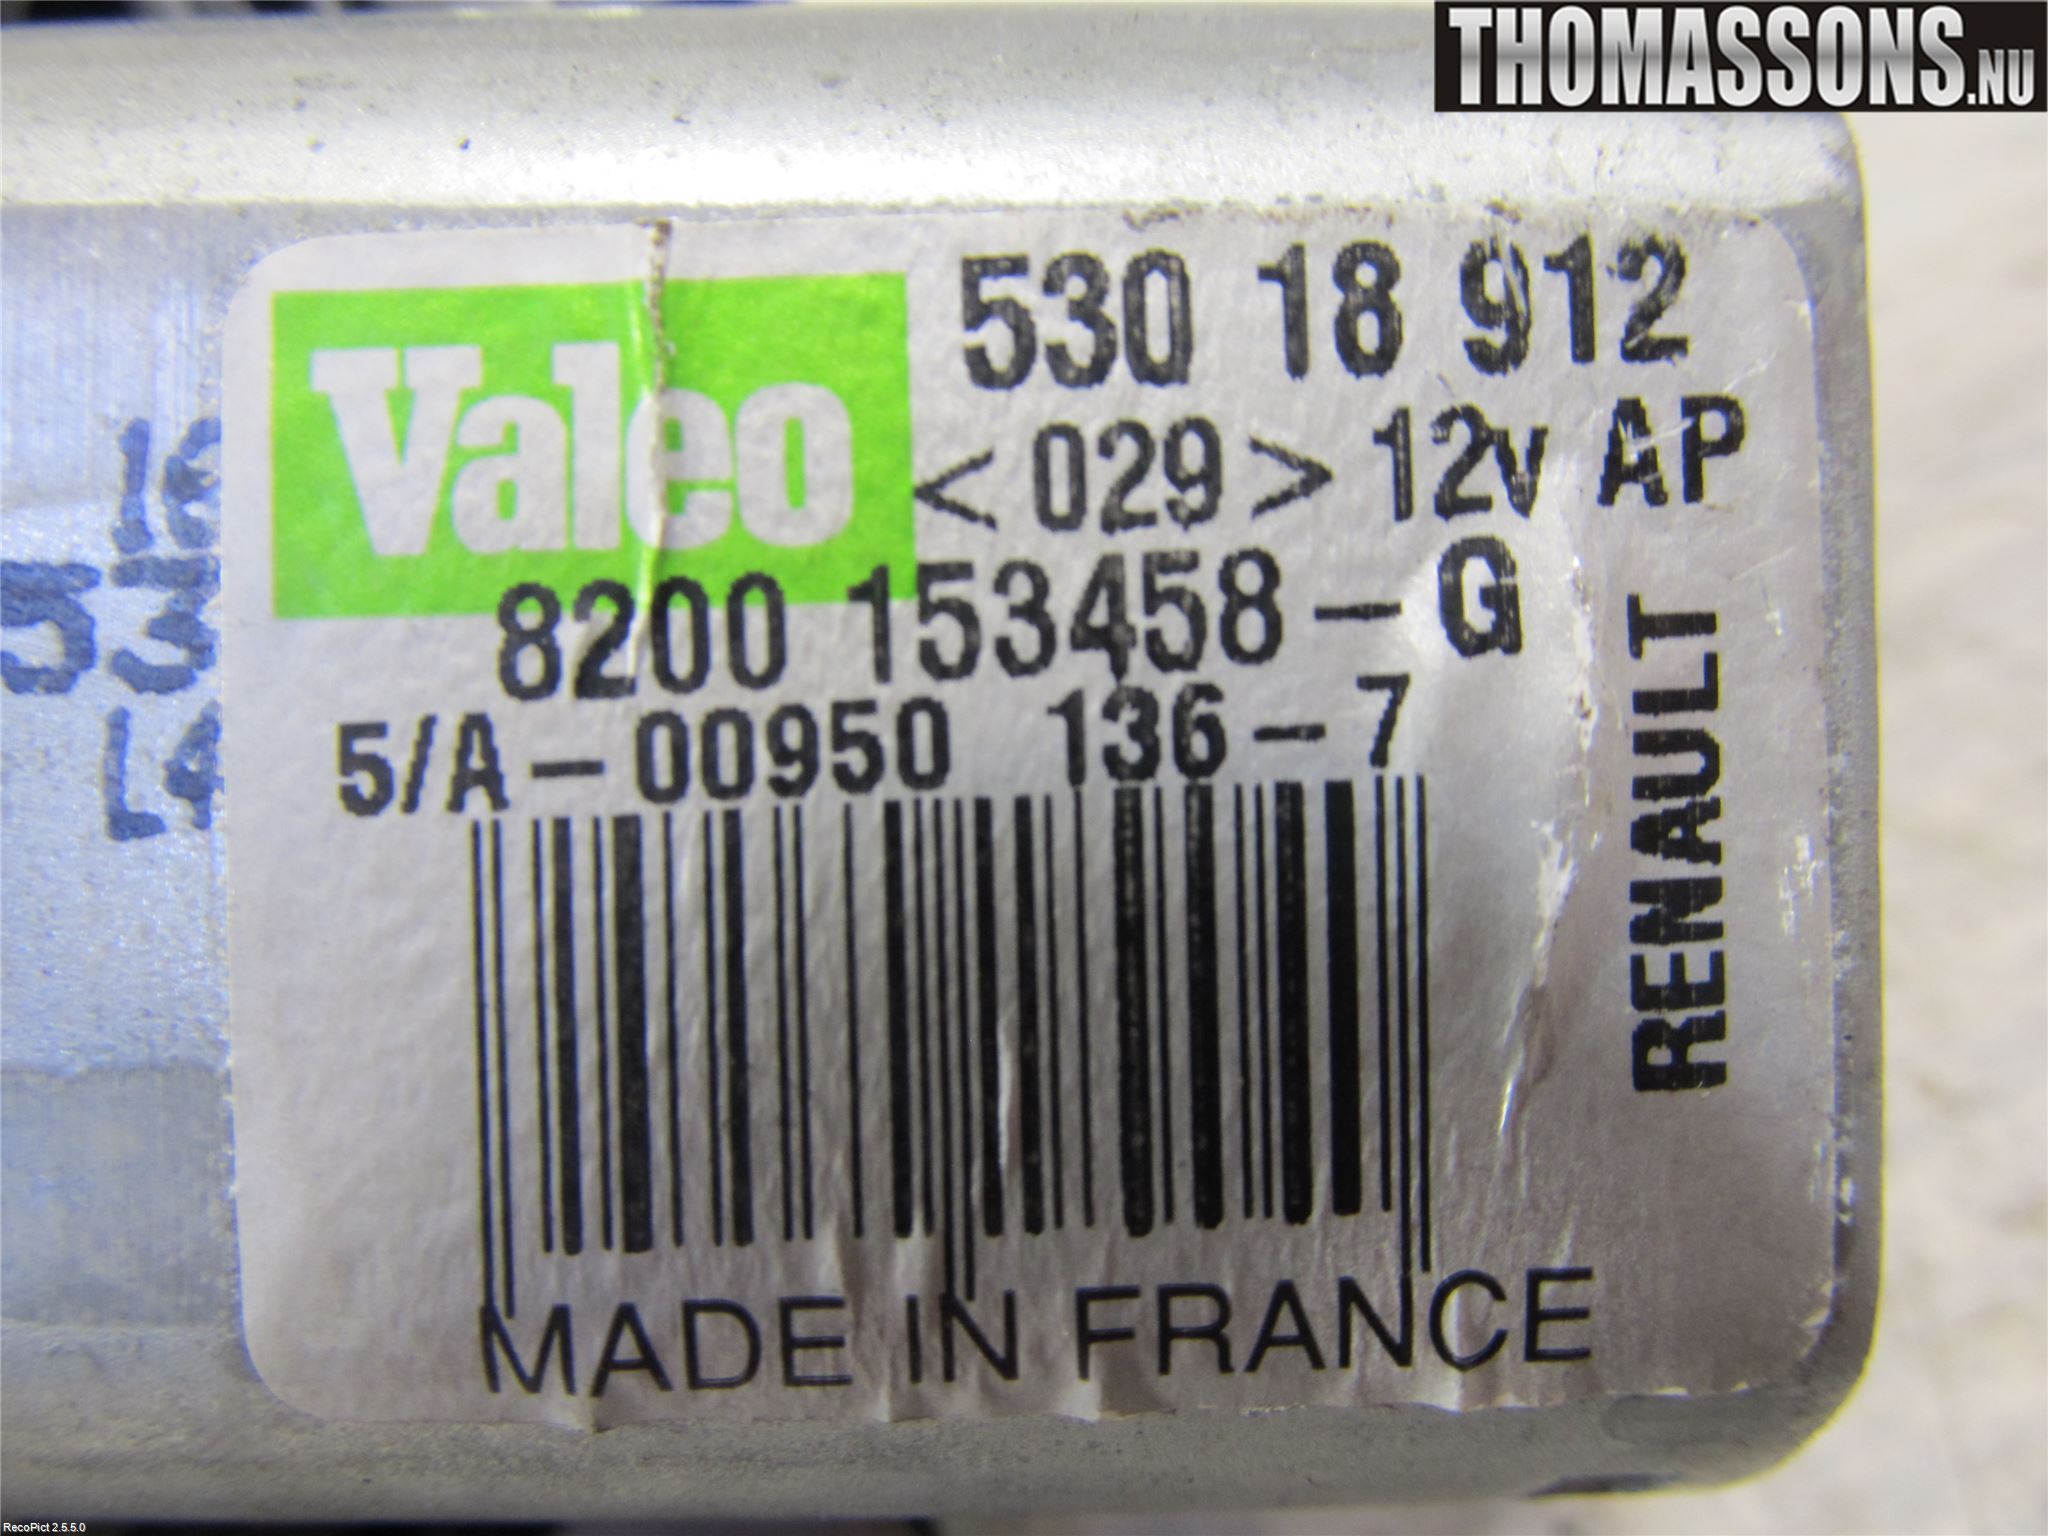 THOMASSONS.NU
Valeo
530 18 912
<029> 12v AP
8200 153458-G
5/A-00950 136-7
RENAULT
MADE IN FRANCE
RecoPict 2.5.5.0